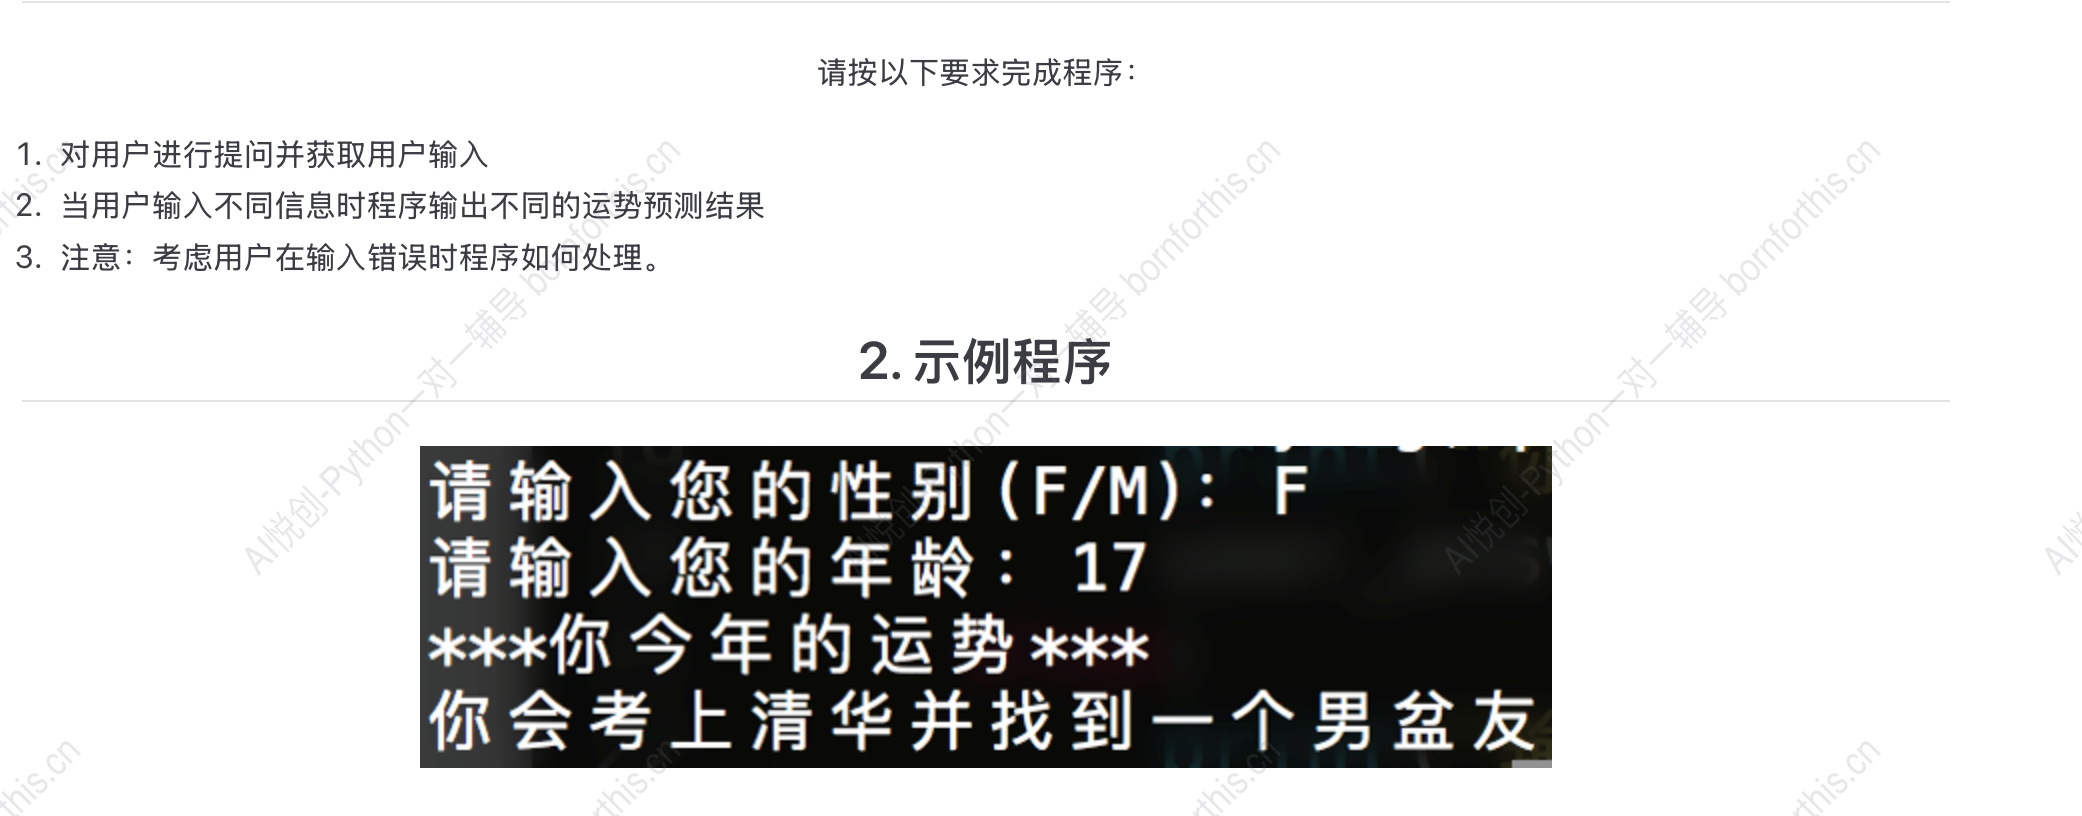 请按以下要求完成程序：
1. 对用户进行提问并获取用户输入
2. 当用户输入不同信息时程序输出不同的运势预测结果
3. 注意：考虑用户在输入错误时程序如何处理。
2. 示例程序
请输入您的性别(F/M)： F
请输入您的年龄： 17
***你今年的运势***
你会考上清华并找到一个男盆友
AI悦创-Python一对一辅导 bornforthis.cn